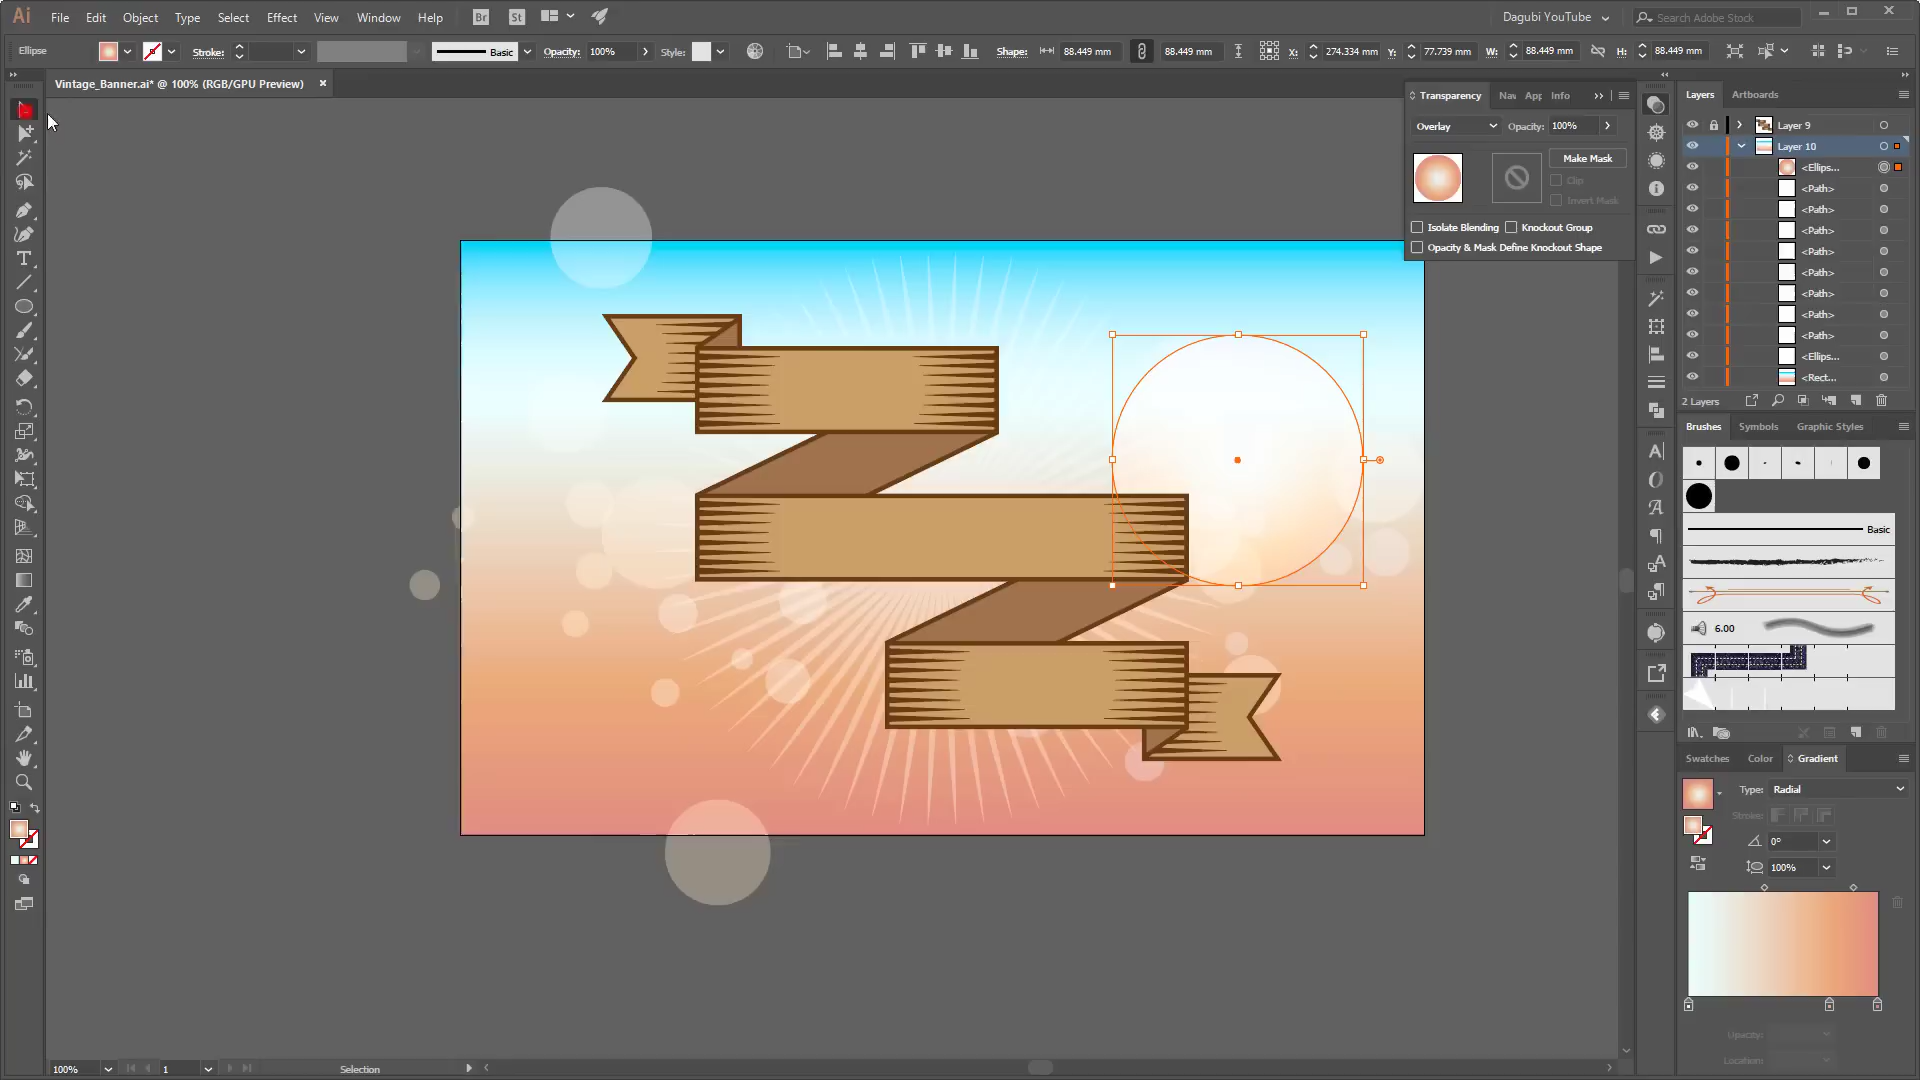 Ai File Edit Object Type Select Effect View Window Help Br St Dagubi YouTube Search Adobe Stock
Ellipse Stroke: Basic Opacity: 100% Style: Shape: 88.449 mm 88.449 mm X: 274.334 mm Y: 77.739 mm W: 88.449 mm H: 88.449 mm
Vintage_Banner.ai* @ 100% (RGB/GPU Preview) ×
Transparency Nav App Info
Overlay Opacity: 100%
Make Mask
Clip
Invert Mask
Isolate Blending Knockout Group
Opacity & Mask Define Knockout Shape
Layers Artboards
Layer 9
Layer 10
<Ellips...
<Path>
<Path>
<Path>
<Path>
<Path>
<Path>
<Path>
<Path>
<Ellips...
<Rect...
2 Layers
Brushes Symbols Graphic Styles
Basic
6.00
Swatches Color Gradient
Type: Radial
Stroke:
0°
100%
Opacity:
Location:
100% 1 Selection